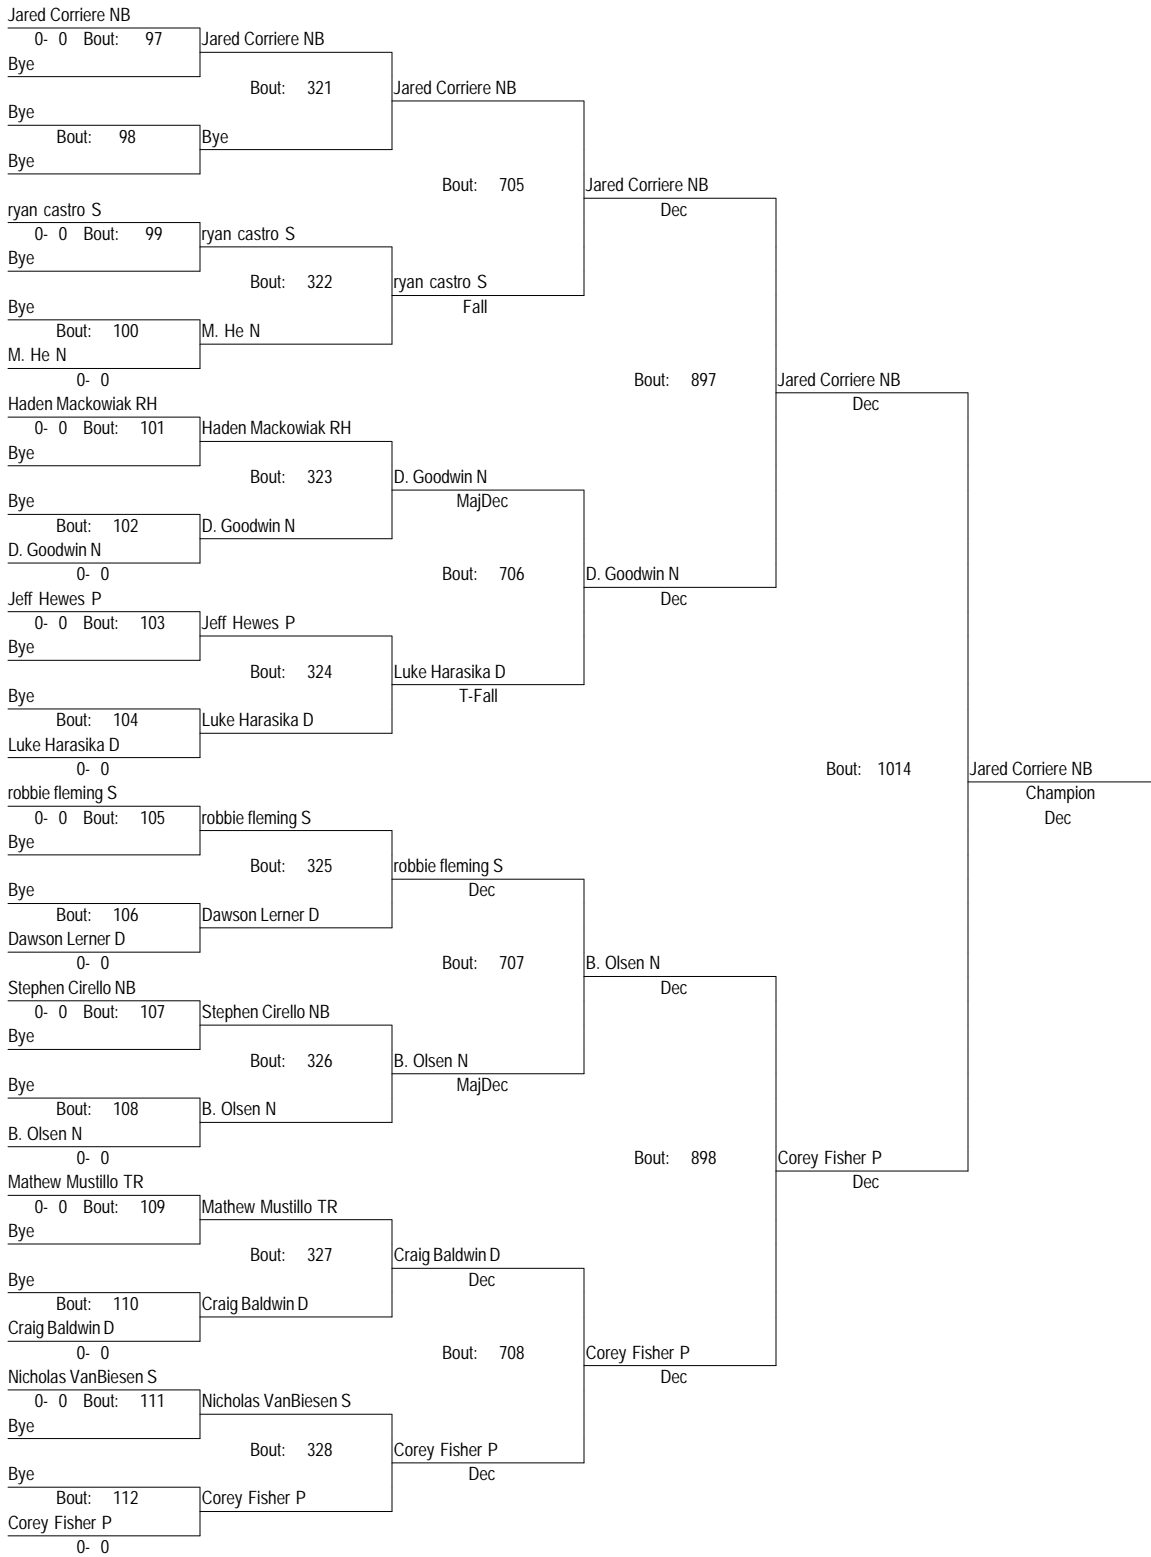 Jared Corriere NB
0- 0 Bout: 97 Jared Corriere NB
Bye
Bout: 321 Jared Corriere NB
Bye
Bout: 98 Bye
Bye
Bout: 705 Jared Corriere NB
ryan castro S Dec
0- 0 Bout: 99 ryan castro S
Bye
Bout: 322 ryan castro S
Bye Fall
Bout: 100 M. He N
M. He N
0- 0 Bout: 897 Jared Corriere NB
Haden Mackowiak RH Dec
0- 0 Bout: 101 Haden Mackowiak RH
Bye
Bout: 323 D. Goodwin N
Bye MajDec
Bout: 102 D. Goodwin N
D. Goodwin N
0- 0 Bout: 706 D. Goodwin N
Jeff Hewes P Dec
0- 0 Bout: 103 Jeff Hewes P
Bye
Bout: 324 Luke Harasika D
Bye T-Fall
Bout: 104 Luke Harasika D
Luke Harasika D
0- 0 Bout: 1014 Jared Corriere NB
robbie fleming S Champion
0- 0 Bout: 105 robbie fleming S Dec
Bye
Bout: 325 robbie fleming S
Bye Dec
Bout: 106 Dawson Lerner D
Dawson Lerner D
0- 0 Bout: 707 B. Olsen N
Stephen Cirello NB Dec
0- 0 Bout: 107 Stephen Cirello NB
Bye
Bout: 326 B. Olsen N
Bye MajDec
Bout: 108 B. Olsen N
B. Olsen N
0- 0 Bout: 898 Corey Fisher P
Mathew Mustillo TR Dec
0- 0 Bout: 109 Mathew Mustillo TR
Bye
Bout: 327 Craig Baldwin D
Bye Dec
Bout: 110 Craig Baldwin D
Craig Baldwin D
0- 0 Bout: 708 Corey Fisher P
Nicholas VanBiesen S Dec
0- 0 Bout: 111 Nicholas VanBiesen S
Bye
Bout: 328 Corey Fisher P
Bye Dec
Bout: 112 Corey Fisher P
Corey Fisher P
0- 0